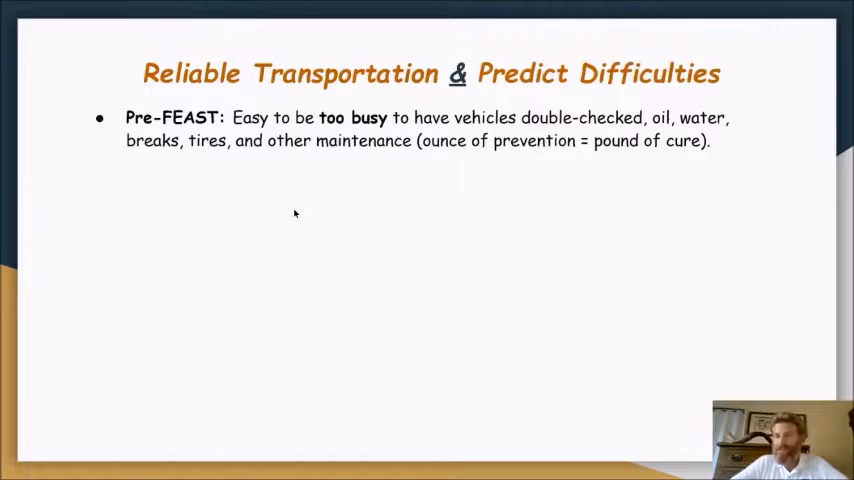 Reliable Transportation & Predict Difficulties
● Pre-FEAST: Easy to be too busy to have vehicles double-checked, oil, water,
breaks, tires, and other maintenance (ounce of prevention = pound of cure).